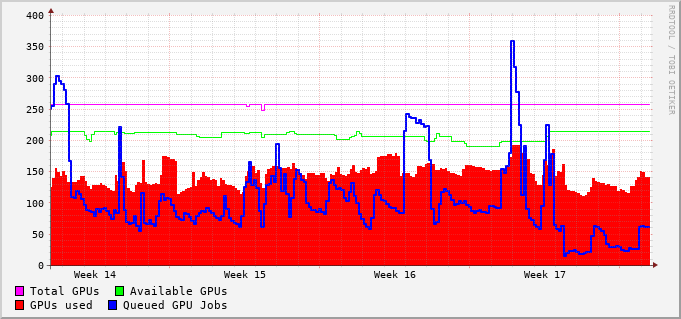 400
350
300
250
200
150
100
50
0
Week 14 Week 15 Week 16 Week 17
Total GPUs Available GPUs
GPUs used Queued GPU Jobs
RRDTOOL / TOBI OETIKER